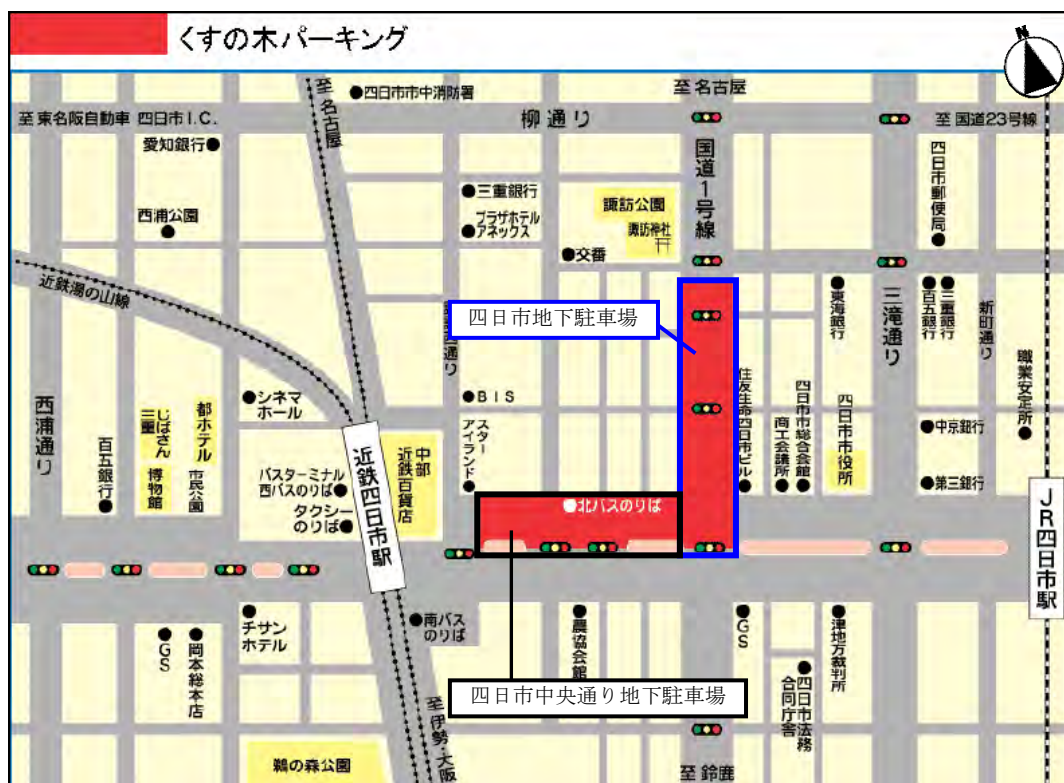 くすの木パーキング
N
至 名古屋
四日市市中消防署
至 名古屋
至 東名阪自動車 四日市I.C.
柳通り
至 国道23号線
愛知銀行
国道1号線
四日市郵便局
三重銀行
西浦公園
プラザホテル
アネックス
諏訪公園
諏訪神社
交番
近鉄湯の山線
四日市地下駐車場
東海銀行
三滝通り
百五銀行
三重銀行
新町通り
職業安定所
西浦通り
シネマ
ホール
BIS
スター
アイランド
住友生命四日市ビル
商工会議所
四日市市総合会館
四日市市役所
中京銀行
第三銀行
百五銀行
じばさん
三重
博物館
都ホテル
市民公園
バスターミナル
西バスのりば
タクシー
のりば
近鉄四日市駅
中部
近鉄百貨店
北バスのりば
JR四日市駅
チサン
ホテル
南バス
のりば
GS
岡本総本店
農協会館
GS
津地方裁判所
四日市法務
合同庁舎
四日市中央通り地下駐車場
至 伊勢・大阪
鵜の森公園
至 鈴鹿